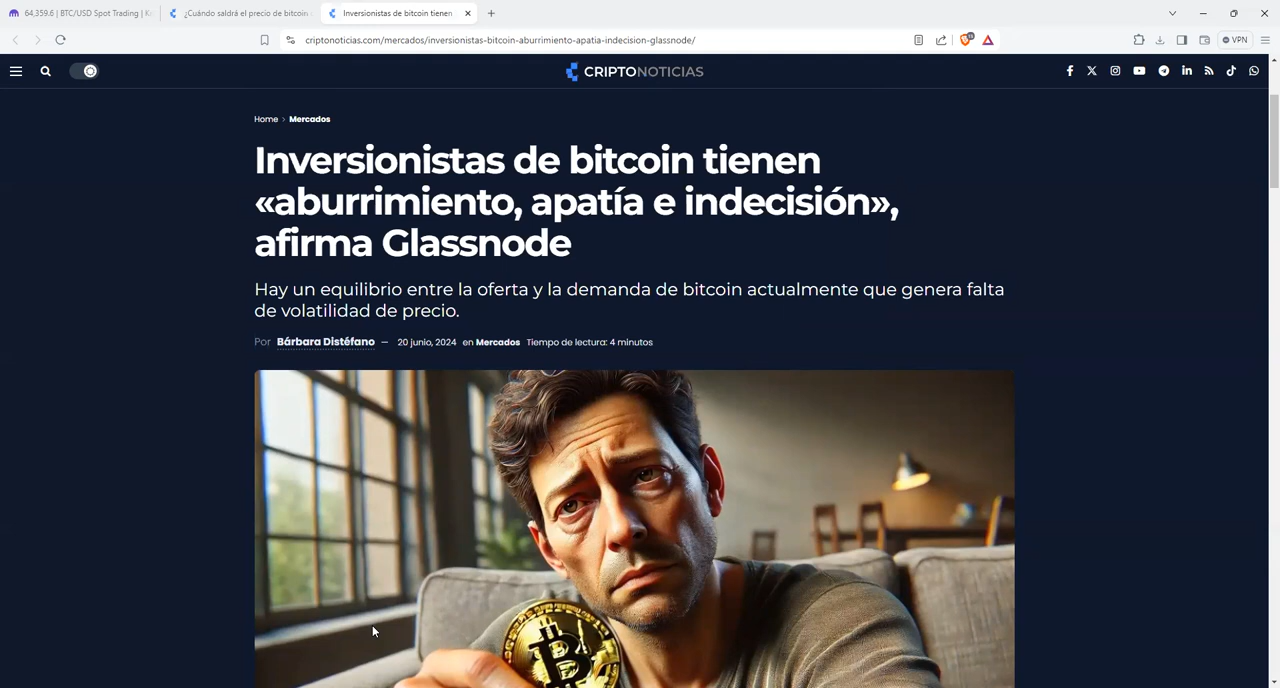 64,359.6 | BTC/USD Spot Trading | K
¿Cuándo saldrá el precio de bitcoin
Inversionistas de bitcoin tienen
criptonoticias.com/mercados/inversionistas-bitcoin-aburrimiento-apatia-indecision-glassnode/
VPN
CRIPTONOTICIAS
Home > Mercados
Inversionistas de bitcoin tienen
«aburrimiento, apatía e indecisión»,
afirma Glassnode
Hay un equilibrio entre la oferta y la demanda de bitcoin actualmente que genera falta
de volatilidad de precio.
Por Bárbara Distéfano — 20 junio, 2024 en Mercados Tiempo de lectura: 4 minutos